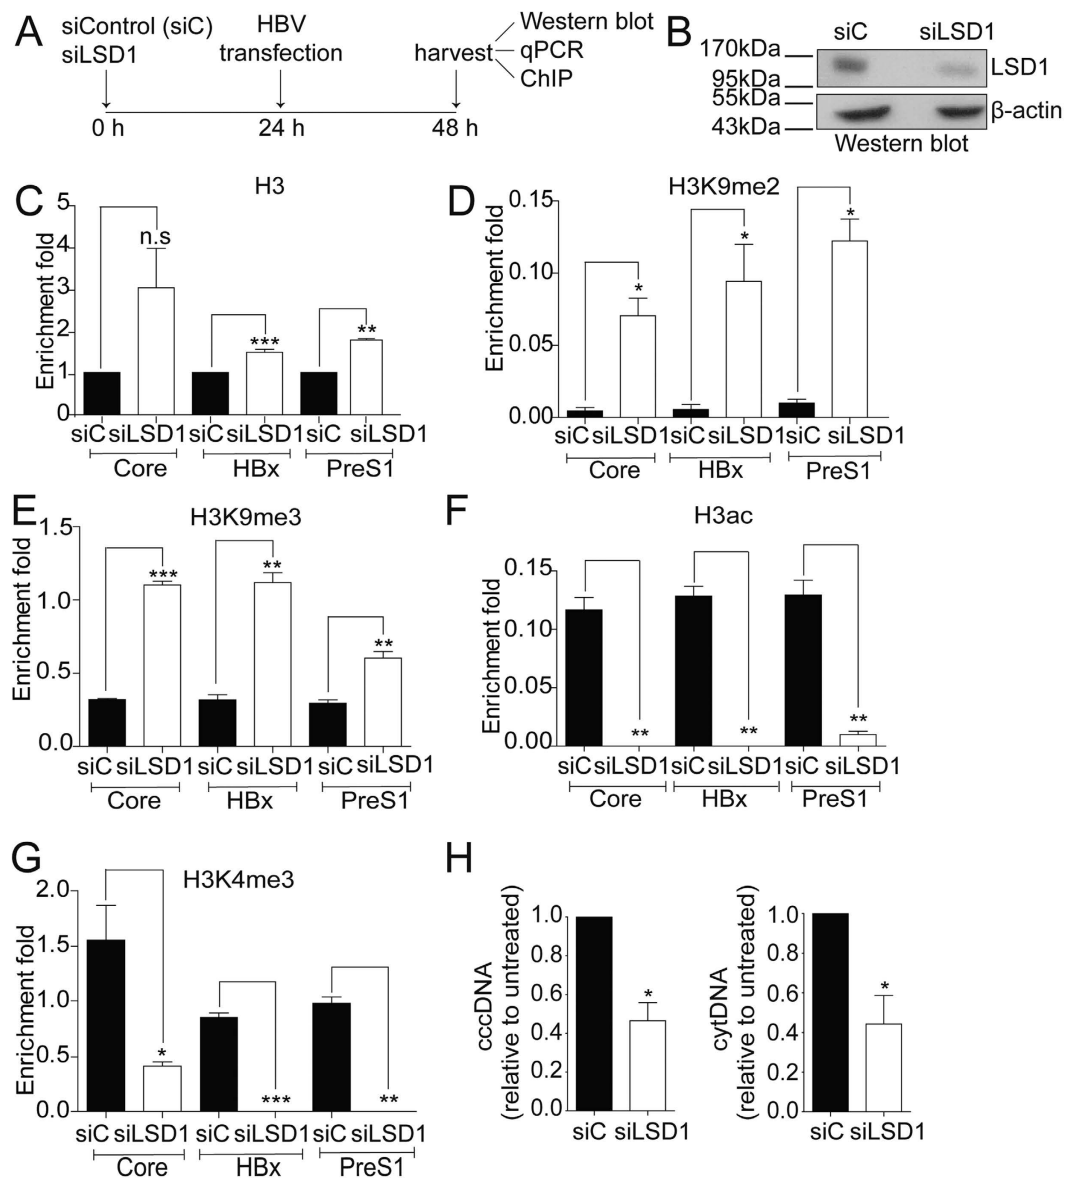 A
siControl (siC)
siLSD1
HBV
transfection
harvest
Western blot
qPCR
ChIP
0 h
24 h
48 h
B
siC
siLSD1
170kDa
95kDa
55kDa
43kDa
LSD1
β-actin
Western blot
C
H3
Enrichment fold
5
4
3
2
1
0
n.s
***
**
siC siLSD1 siC siLSD1 siC siLSD1
Core HBx PreS1
D
H3K9me2
Enrichment fold
0.15
0.10
0.05
0.00
*
*
*
siC siLSD1 siC siLSD1 siC siLSD1
Core HBx PreS1
E
H3K9me3
Enrichment fold
1.5
1.0
0.5
0.0
***
**
**
siC siLSD1 siC siLSD1 siC siLSD1
Core HBx PreS1
F
H3ac
Enrichment fold
0.15
0.10
0.05
0.00
**
**
**
siC siLSD1 siC siLSD1 siC siLSD1
Core HBx PreS1
G
H3K4me3
Enrichment fold
2.0
1.5
1.0
0.5
0.0
*
***
**
siC siLSD1 siC siLSD1 siC siLSD1
Core HBx PreS1
H
cccDNA
(relative to untreated)
1.0
0.8
0.6
0.4
0.2
0.0
*
siC siLSD1
cytDNA
(relative to untreated)
1.0
0.8
0.6
0.4
0.2
0.0
*
siC siLSD1